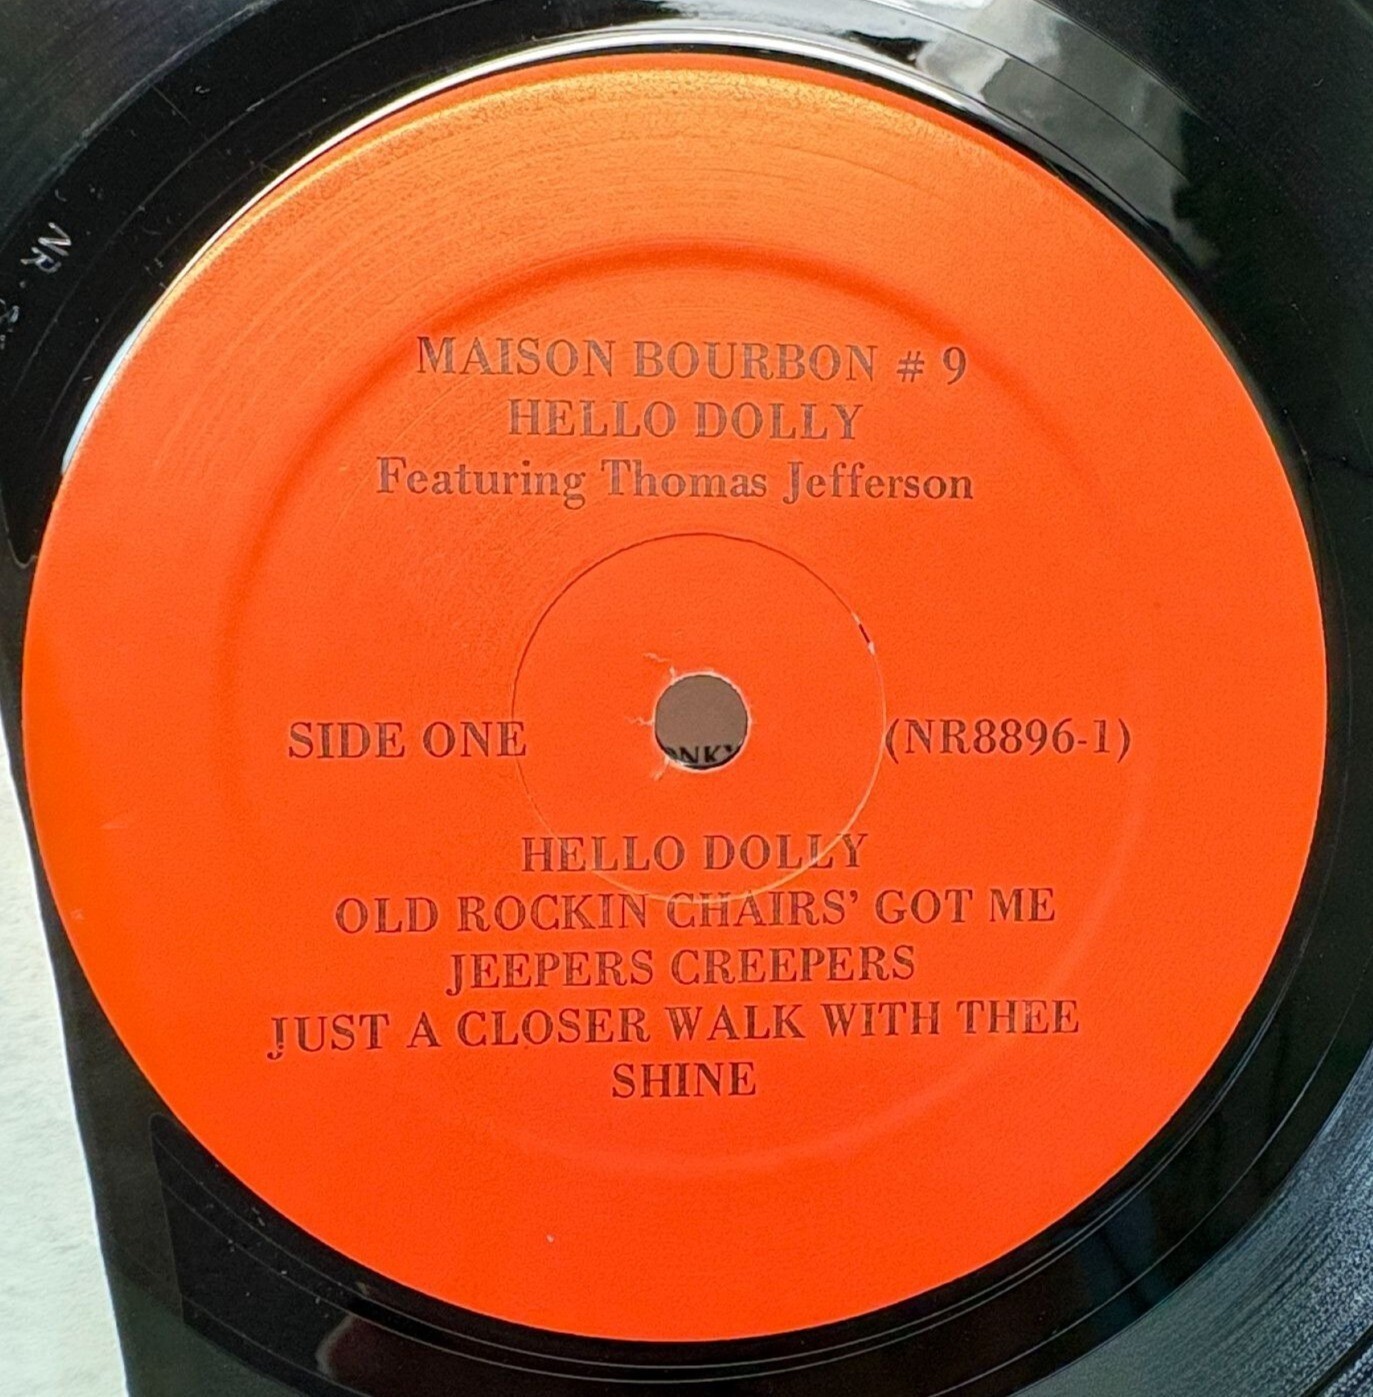 MAISON BOURBON # 9
HELLO DOLLY
Featuring Thomas Jefferson
SIDE ONE
(NR8896-1)
HELLO DOLLY
OLD ROCKIN CHAIRS' GOT ME
JEEPERS CREEPERS
JUST A CLOSER WALK WITH THEE
SHINE
NR